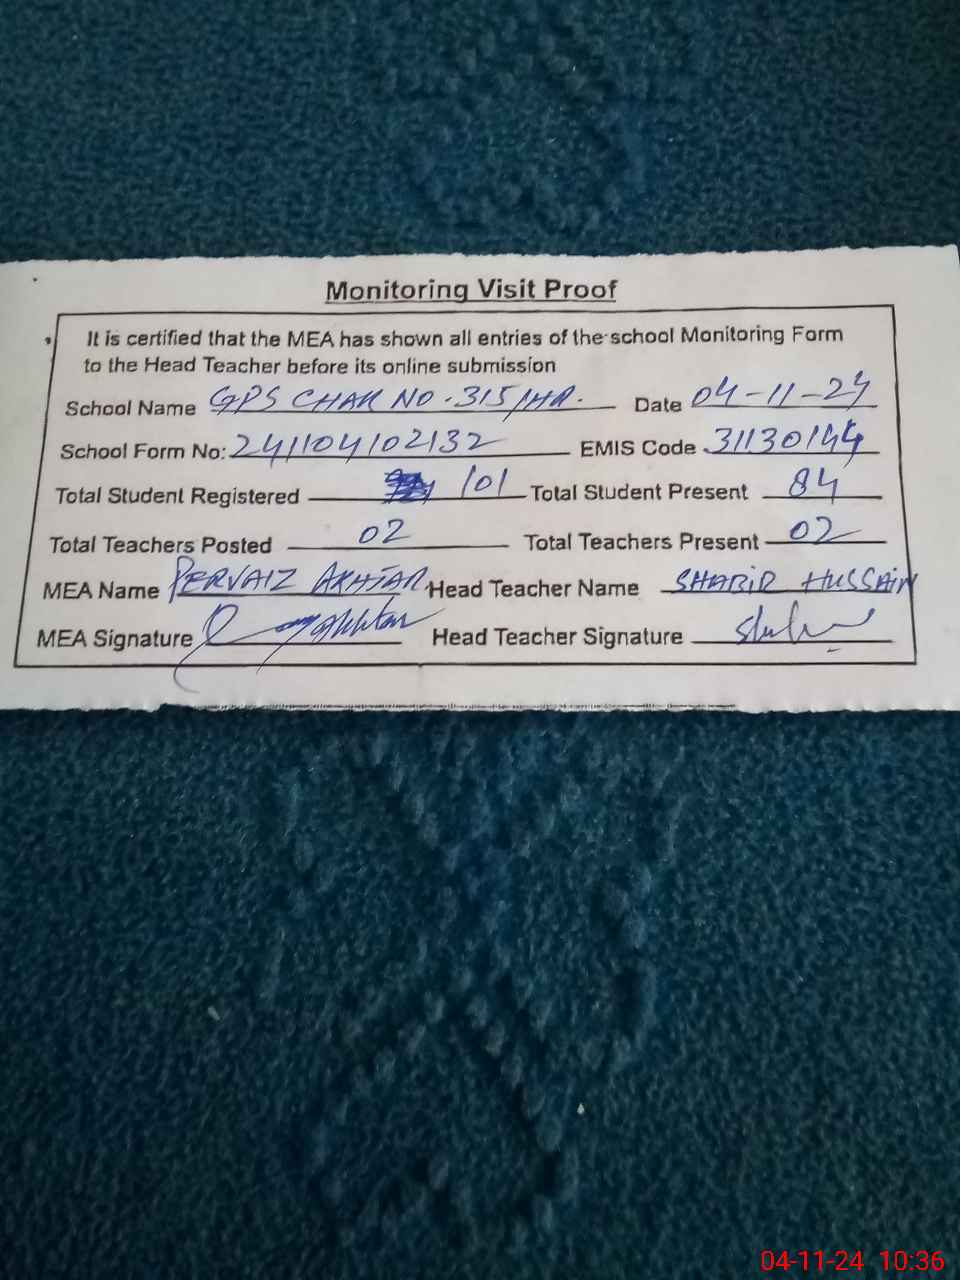 Monitoring Visit Proof
It is certified that the MEA has shown all entries of the school Monitoring Form
to the Head Teacher before its online submission
School Name GPS CHAK NO. 315/HR. Date 04-11-24
School Form No: 241104102132 EMIS Code 31130144
Total Student Registered 101 Total Student Present 84
Total Teachers Posted 02 Total Teachers Present 02
MEA Name PERVAIZ AKHTAR Head Teacher Name SHABIR HUSSAIN
MEA Signature Akhtar Head Teacher Signature
04-11-24 10:36